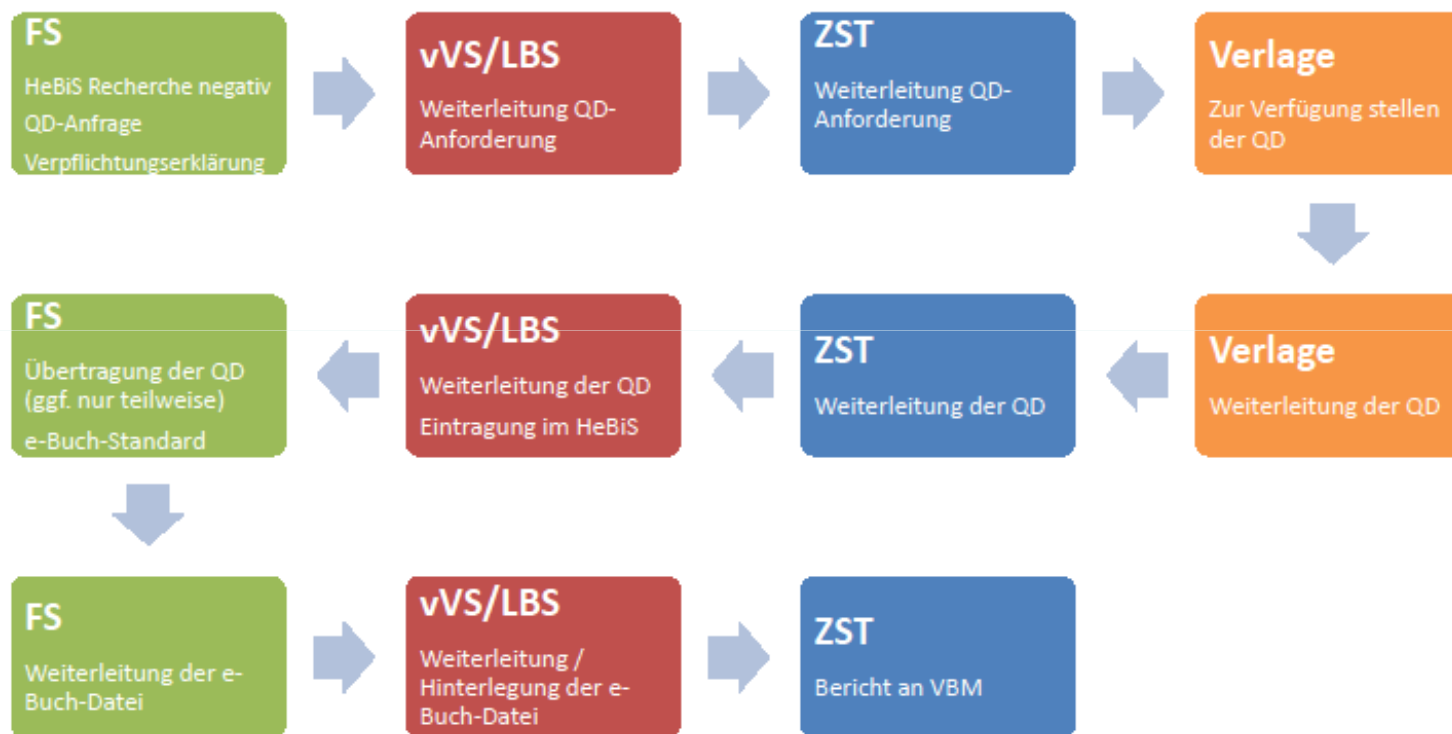 FS
HeBiS Recherche negativ
QD-Anfrage
Verpflichtungserklärung
vVS/LBS
Weiterleitung QD-
Anforderung
ZST
Weiterleitung QD-
Anforderung
Verlage
Zur Verfügung stellen
der QD
FS
Übertragung der QD
(ggf. nur teilweise)
e-Buch-Standard
vVS/LBS
Weiterleitung der QD
Eintragung im HeBiS
ZST
Weiterleitung der QD
Verlage
Weiterleitung der QD
FS
Weiterleitung der e-
Buch-Datei
vVS/LBS
Weiterleitung /
Hinterlegung der e-
Buch-Datei
ZST
Bericht an VBM